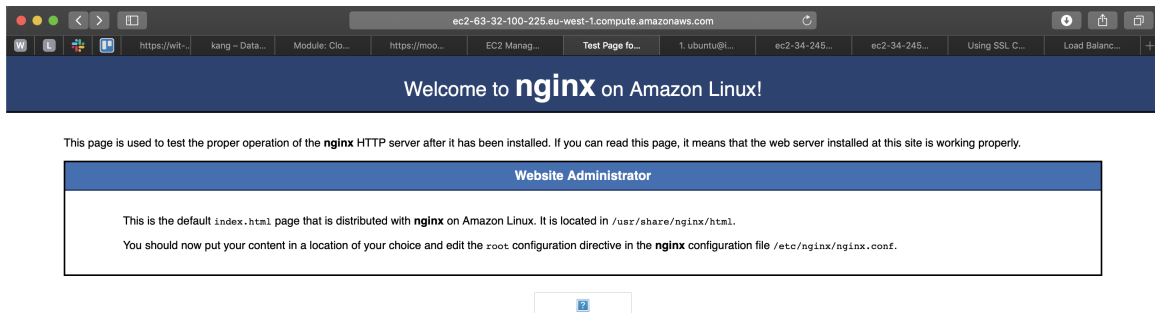 ec2-63-32-100-225.eu-west-1.compute.amazonaws.com
W L https://wit-.. kang – Data... Module: Clo... https://moo... EC2 Manag... Test Page fo... 1. ubuntu@i... ec2-34-245... ec2-34-245... Using SSL C... Load Balanc... +
Welcome to nginx on Amazon Linux!
This page is used to test the proper operation of the nginx HTTP server after it has been installed. If you can read this page, it means that the web server installed at this site is working properly.
Website Administrator
This is the default index.html page that is distributed with nginx on Amazon Linux. It is located in /usr/share/nginx/html.
You should now put your content in a location of your choice and edit the root configuration directive in the nginx configuration file /etc/nginx/nginx.conf.
?